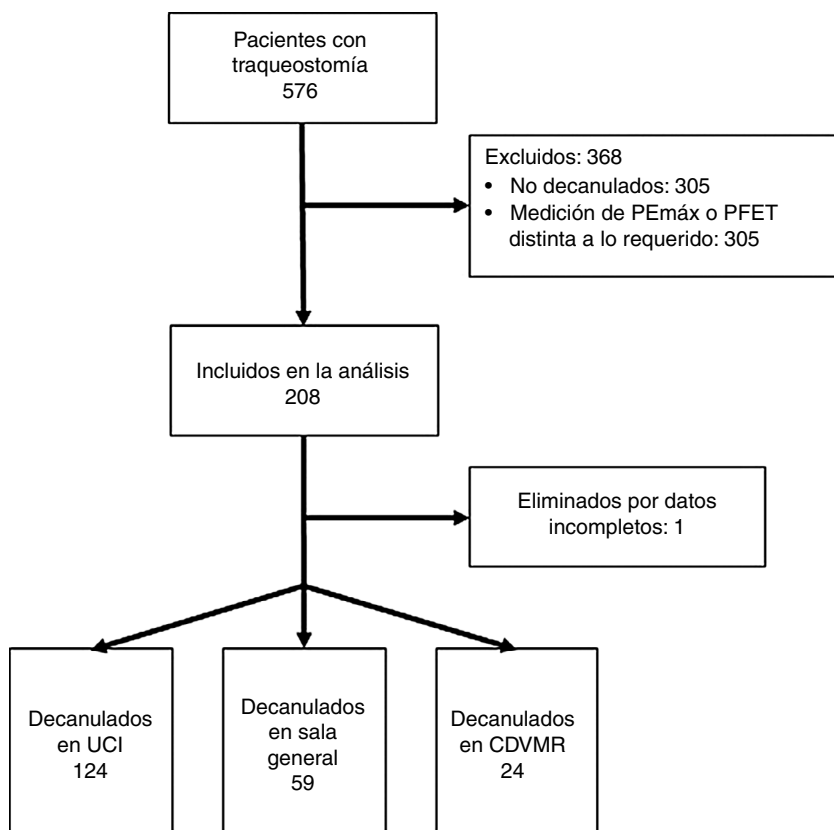 Pacientes con
traqueostomía
576
Excluidos: 368
• No decanulados: 305
• Medición de PEmáx o PFET
distinta a lo requerido: 305
Incluidos en la análisis
208
Eliminados por datos
incompletos: 1
Decanulados
en UCI
124
Decanulados
en sala
general
59
Decanulados
en CDVMR
24